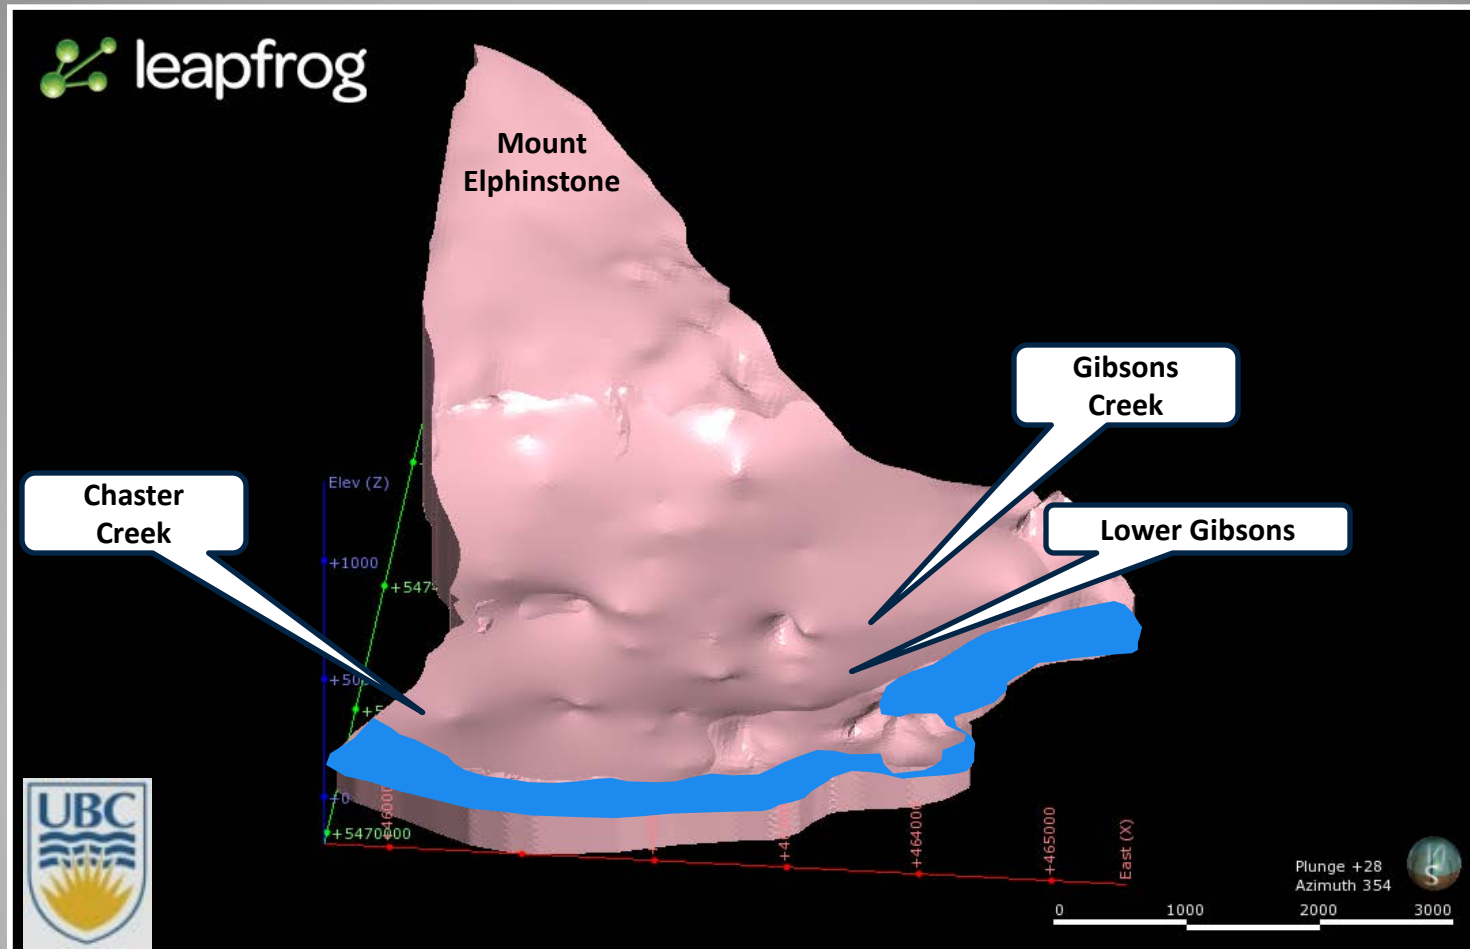 leapfrog
Mount
Elphinstone
Gibsons
Creek
Lower Gibsons
Chaster
Creek
Elev (Z)
+1000
+0
+5470000
+464000
+465000
East (X)
UBC
Plunge +28
Azimuth 354
S
0 1000 2000 3000